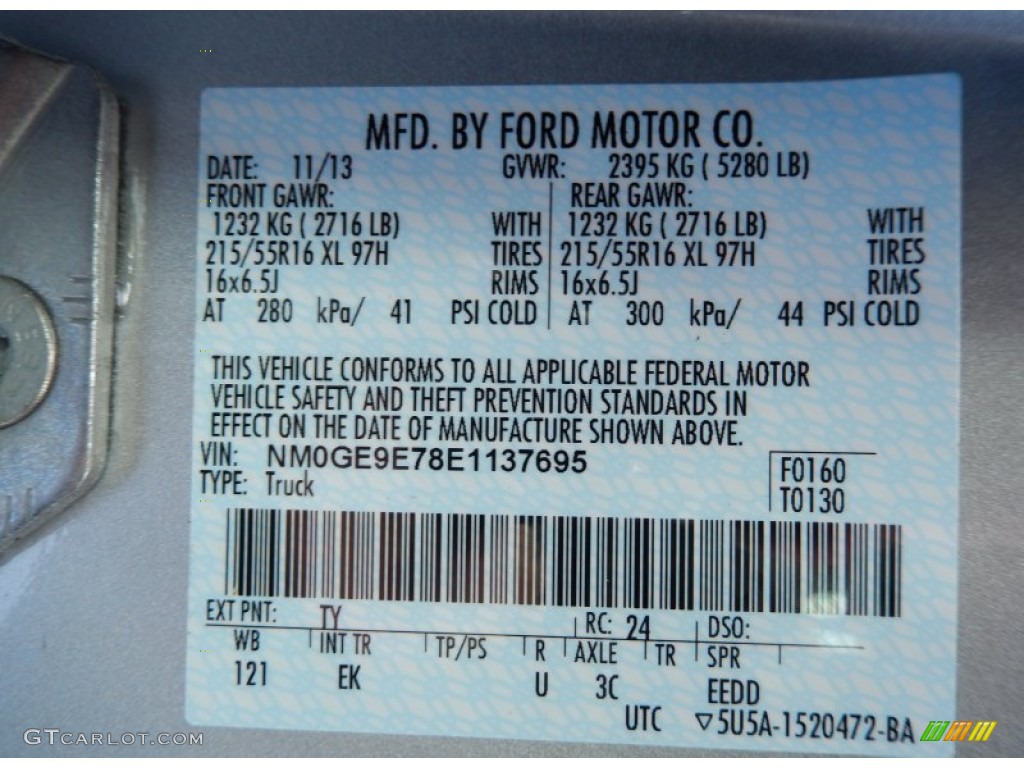 MFD. BY FORD MOTOR CO.
DATE: 11/13 GVWR: 2395 KG ( 5280 LB)
FRONT GAWR: REAR GAWR:
1232 KG ( 2716 LB) WITH 1232 KG ( 2716 LB) WITH
215/55R16 XL 97H TIRES 215/55R16 XL 97H TIRES
16x6.5J RIMS 16x6.5J RIMS
AT 280 kPa/ 41 PSI COLD AT 300 kPa/ 44 PSI COLD
THIS VEHICLE CONFORMS TO ALL APPLICABLE FEDERAL MOTOR
VEHICLE SAFETY AND THEFT PREVENTION STANDARDS IN
EFFECT ON THE DATE OF MANUFACTURE SHOWN ABOVE.
VIN: NM0GE9E78E1137695
TYPE: Truck
F0160
T0130
EXT PNT: TY RC: 24 DSO:
WB INT TR TP/PS R AXLE TR SPR
121 EK U 3C EEDD
UTC ▽5U5A-1520472-BA
GTCARLOT.COM